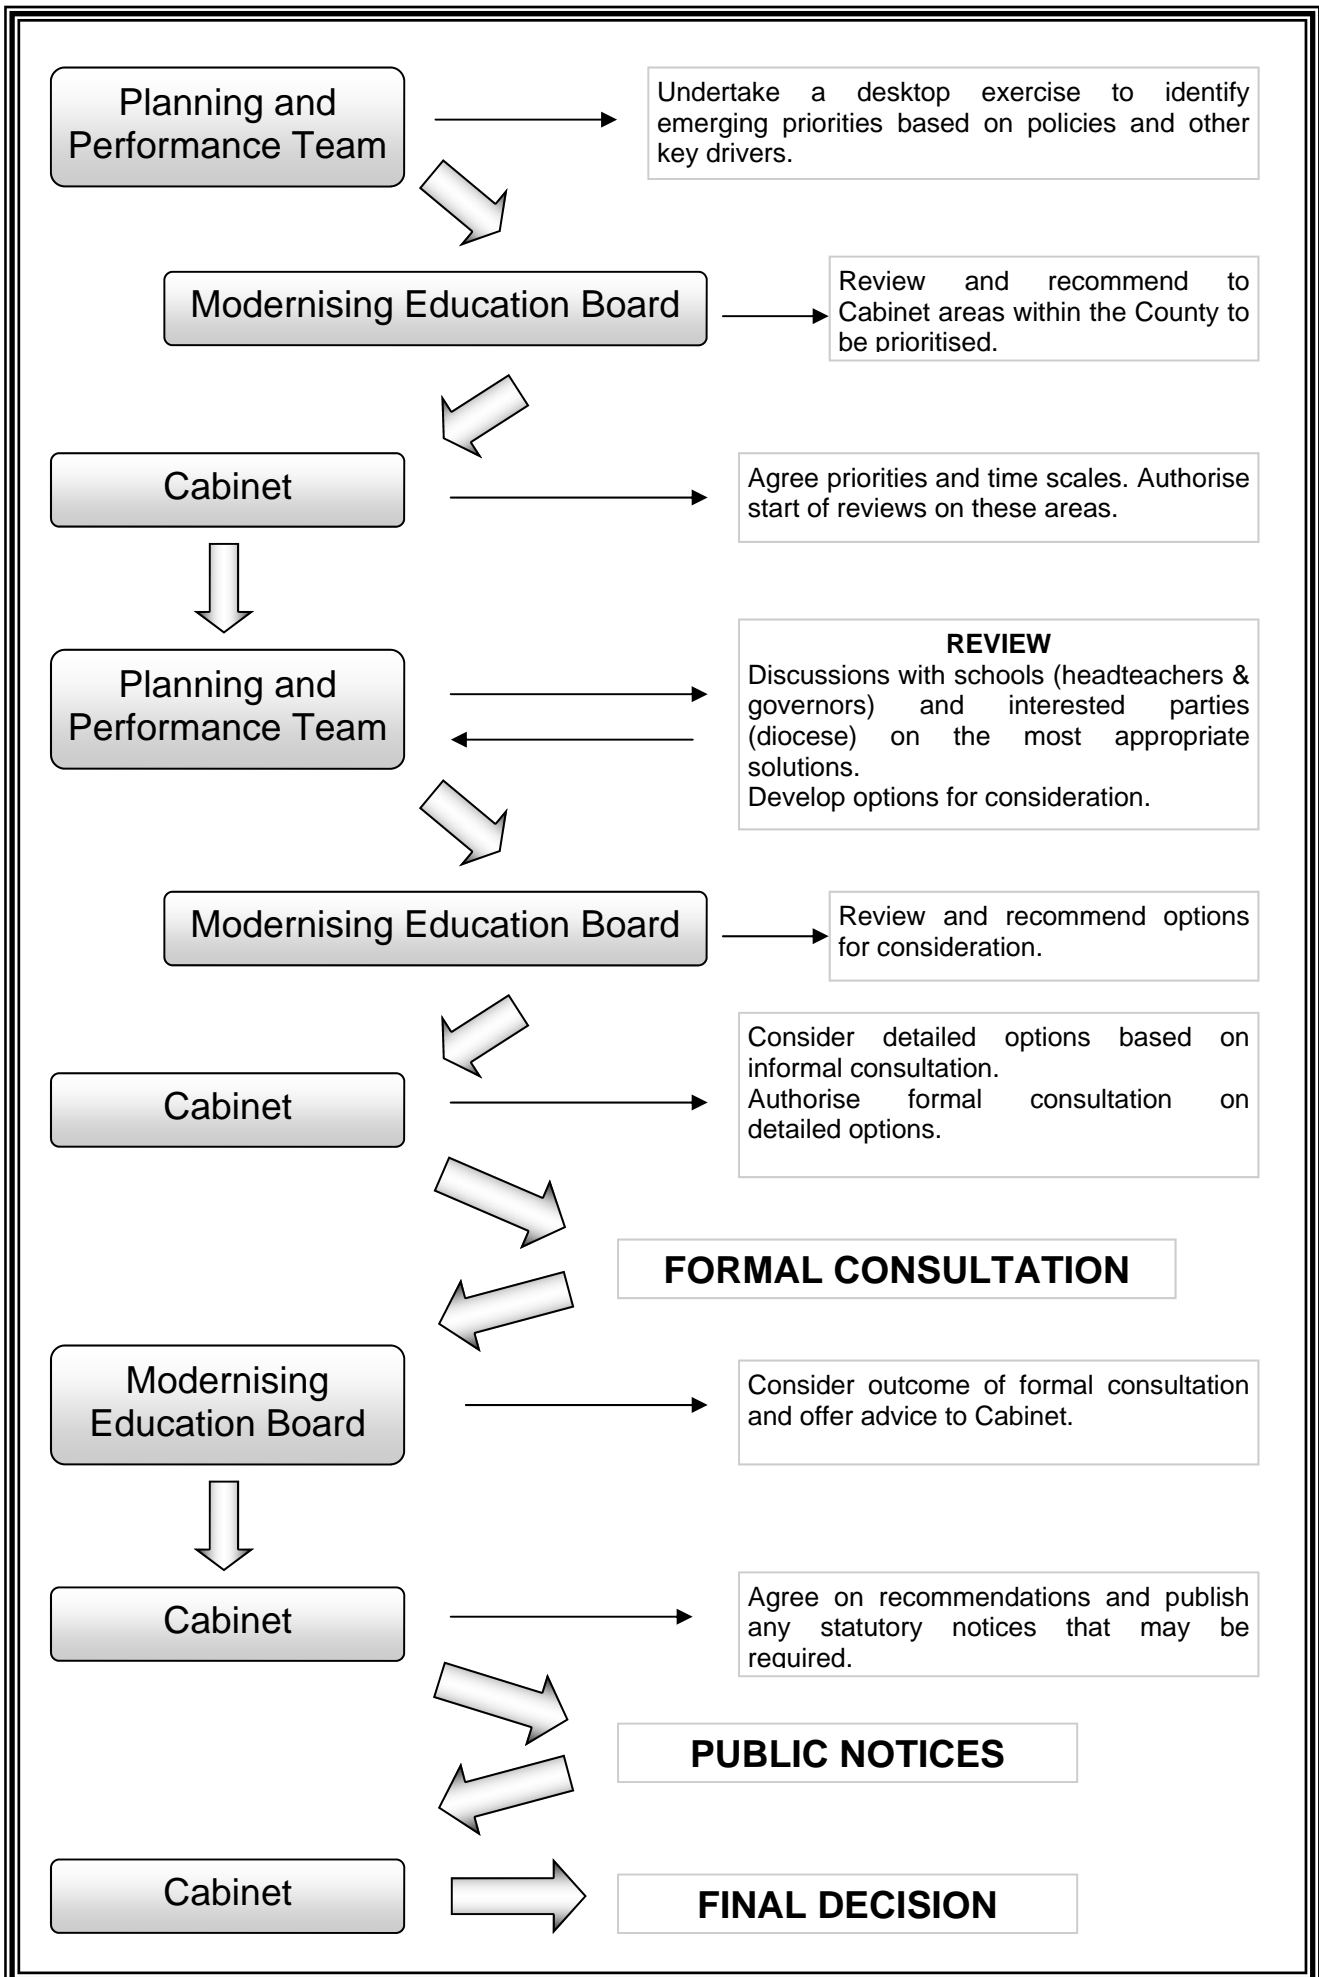 Planning and
Performance Team
Undertake a desktop exercise to identify
emerging priorities based on policies and other
key drivers.
Modernising Education Board
Review and recommend to
Cabinet areas within the County to
be prioritised.
Cabinet
Agree priorities and time scales. Authorise
start of reviews on these areas.
Planning and
Performance Team
REVIEW
Discussions with schools (headteachers &
governors) and interested parties
(diocese) on the most appropriate
solutions.
Develop options for consideration.
Modernising Education Board
Review and recommend options
for consideration.
Cabinet
Consider detailed options based on
informal consultation.
Authorise formal consultation on
detailed options.
FORMAL CONSULTATION
Modernising
Education Board
Consider outcome of formal consultation
and offer advice to Cabinet.
Cabinet
Agree on recommendations and publish
any statutory notices that may be
required.
PUBLIC NOTICES
Cabinet
FINAL DECISION